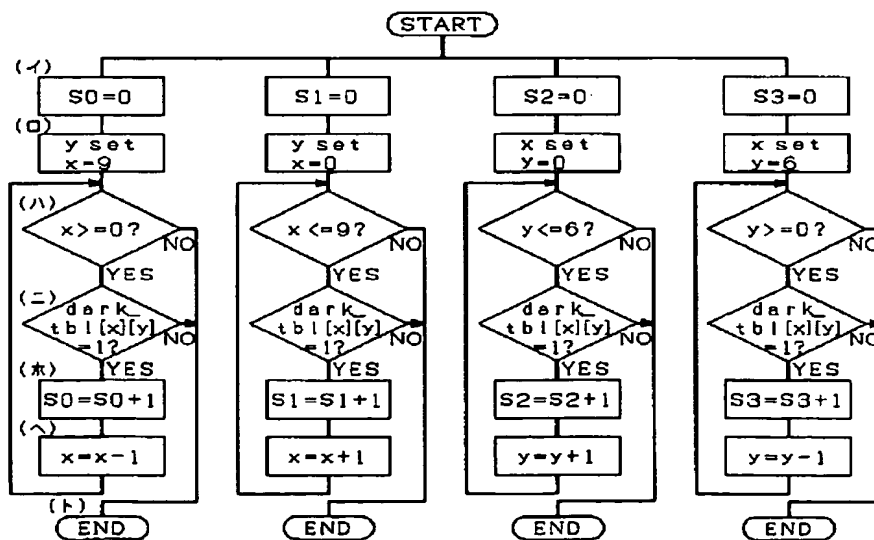 START
(イ)
S0=0
S1=0
S2=0
S3=0
(ロ)
y set
x=9
y set
x=0
x set
y=0
x set
y=6
(ハ)
x>=0?
x<=9?
y<=6?
y>=0?
NO
NO
NO
NO
YES
YES
YES
YES
(ニ)
dark_
tbl[x][y]
=1?
dark_
tbl[x][y]
=1?
dark_
tbl[x][y]
=1?
dark_
tbl[x][y]
=1?
NO
NO
NO
NO
YES
YES
YES
YES
(ホ)
S0=S0+1
S1=S1+1
S2=S2+1
S3=S3+1
(ヘ)
x=x-1
x=x+1
y=y+1
y=y-1
(ト)
END
END
END
END